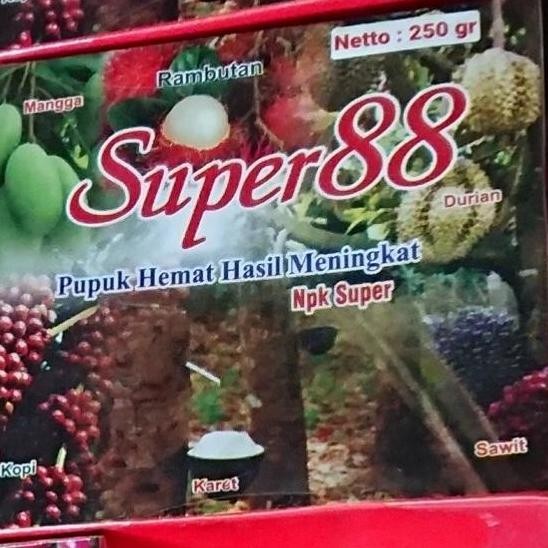 Netto : 250 gr
Rambutan
Mangga
Super88
Durian
Pupuk Hemat Hasil Meningkat
Npk Super
Sawit
Kopi
Karet